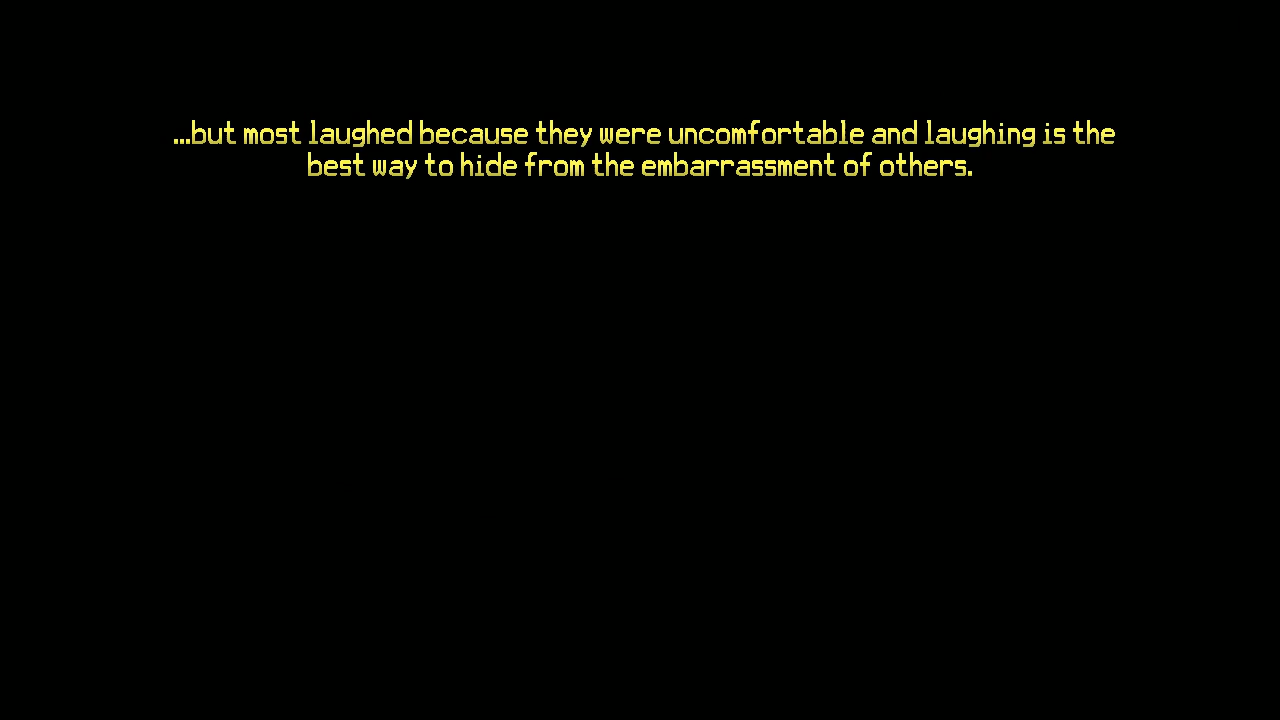 ...but most laughed because they were uncomfortable and laughing is the
best way to hide from the embarrassment of others.